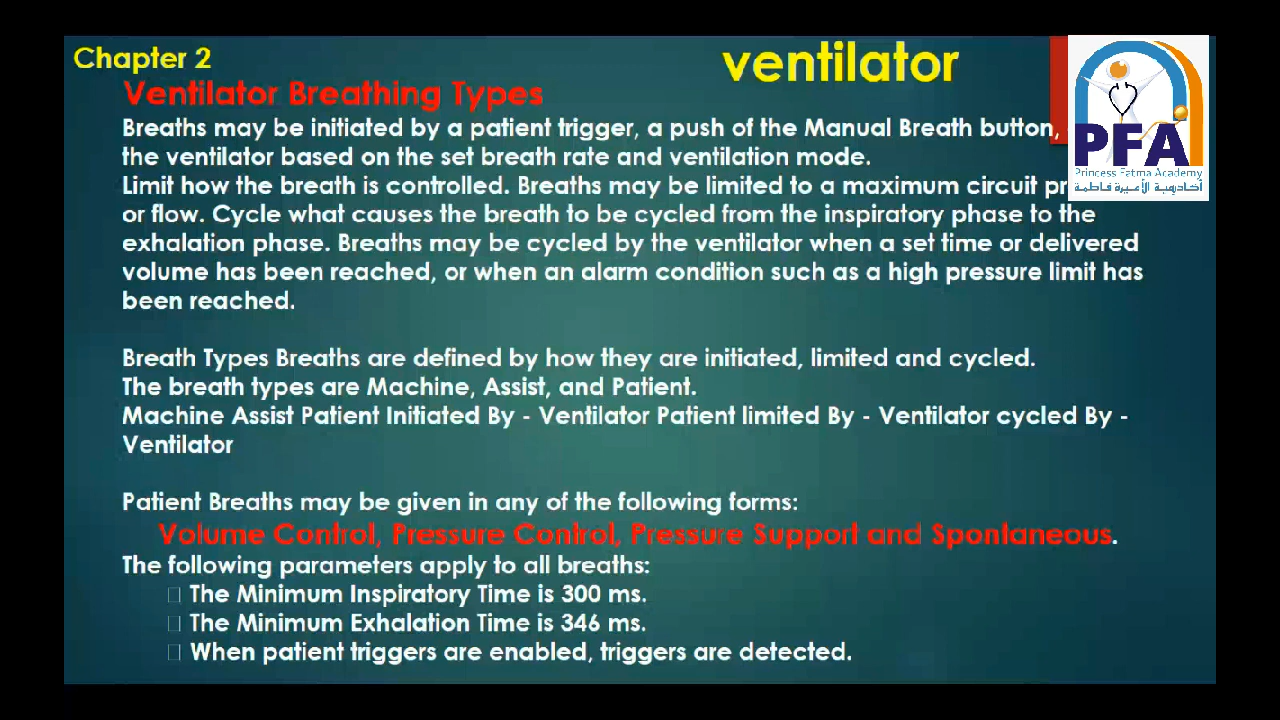 Chapter 2
ventilator
Ventilator Breathing Types
Breaths may be initiated by a patient trigger, a push of the Manual Breath button,
the ventilator based on the set breath rate and ventilation mode.
Limit how the breath is controlled. Breaths may be limited to a maximum circuit
or flow. Cycle what causes the breath to be cycled from the inspiratory phase to the
exhalation phase. Breaths may be cycled by the ventilator when a set time or delivered
volume has been reached, or when an alarm condition such as a high pressure limit has
been reached.
Breath Types Breaths are defined by how they are initiated, limited and cycled.
The breath types are Machine, Assist, and Patient.
Machine Assist Patient Initiated By - Ventilator Patient limited By - Ventilator cycled By -
Ventilator
Patient Breaths may be given in any of the following forms:
Volume Control, Pressure Control, Pressure Support and Spontaneous.
The following parameters apply to all breaths:
The Minimum Inspiratory Time is 300 ms.
The Minimum Exhalation Time is 346 ms.
When patient triggers are enabled, triggers are detected.
PFA
Princess Fatma Academy
أكاديمية الأميرة فاطمة